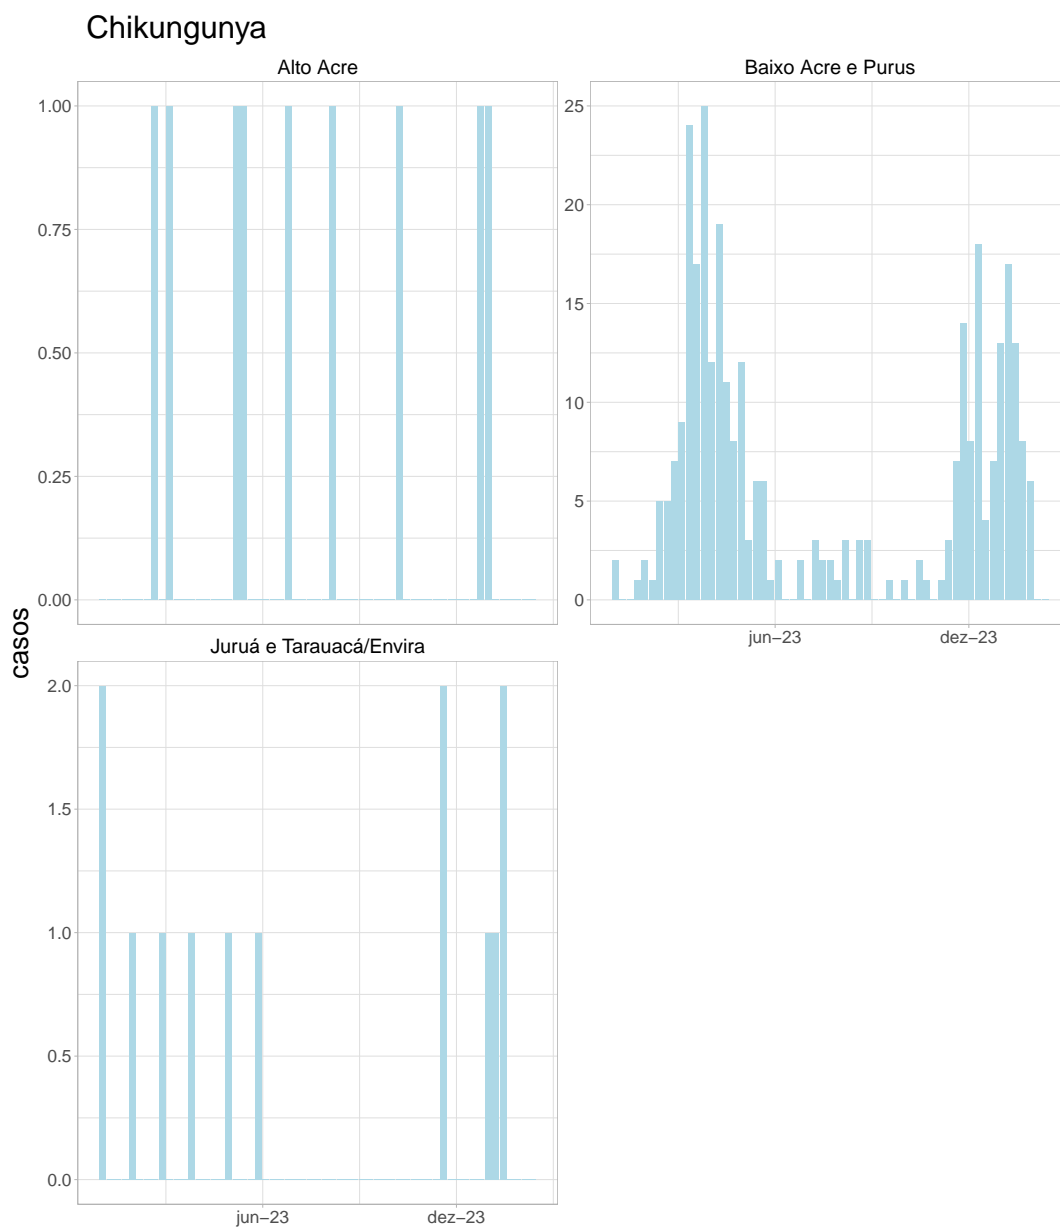 Chikungunya
Alto Acre
1.00
0.75
0.50
0.25
0.00
Baixo Acre e Purus
25
20
15
10
5
0
jun–23
dez–23
casos
Juruá e Tarauacá/Envira
2.0
1.5
1.0
0.5
0.0
jun–23
dez–23